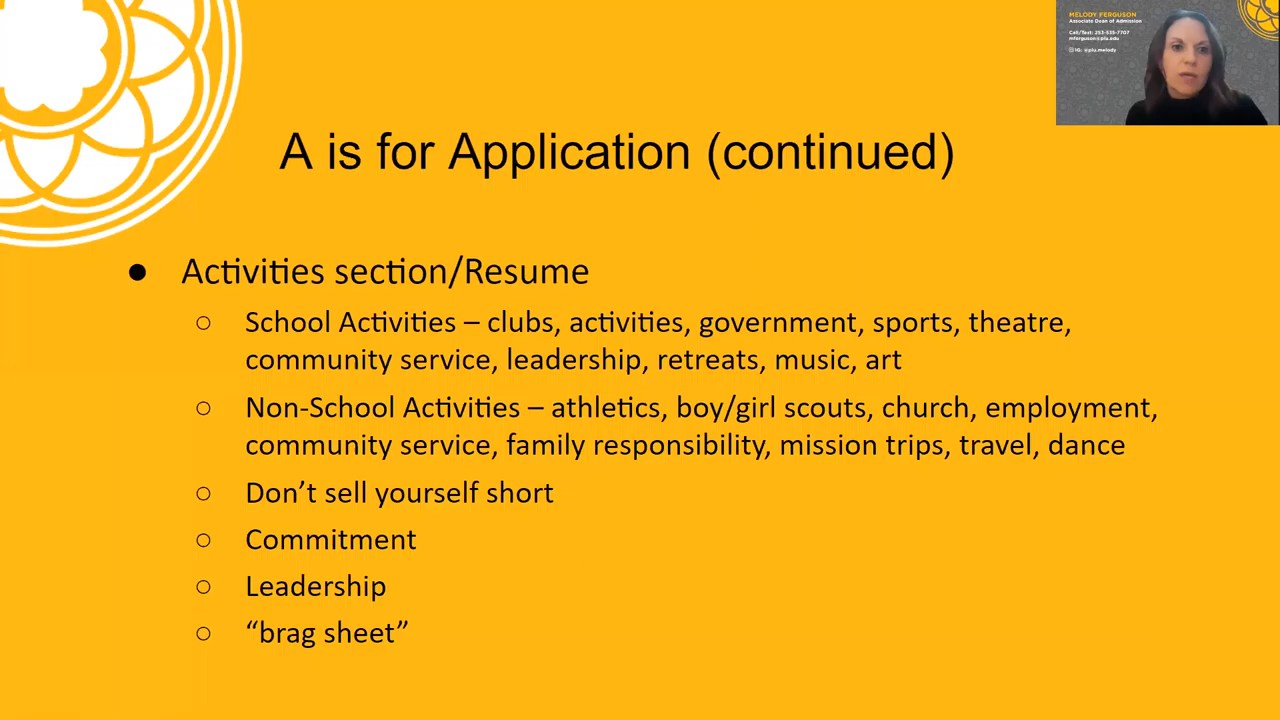 MELODY FERGUSON
Associate Dean of Admission
Call/Text: 253-535-7707
mferguson@plu.edu
IG: @plu.melody
A is for Application (continued)
● Activities section/Resume
○ School Activities – clubs, activities, government, sports, theatre,
community service, leadership, retreats, music, art
○ Non-School Activities – athletics, boy/girl scouts, church, employment,
community service, family responsibility, mission trips, travel, dance
○ Don’t sell yourself short
○ Commitment
○ Leadership
○ “brag sheet”